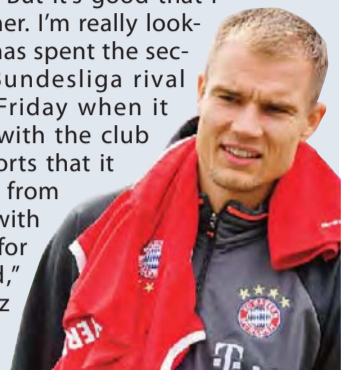 But it's good that I
her. I'm really look-
has spent the sec-
Bundesliga rival
Friday when it
with the club
orts that it
from
with
for
d,"
z